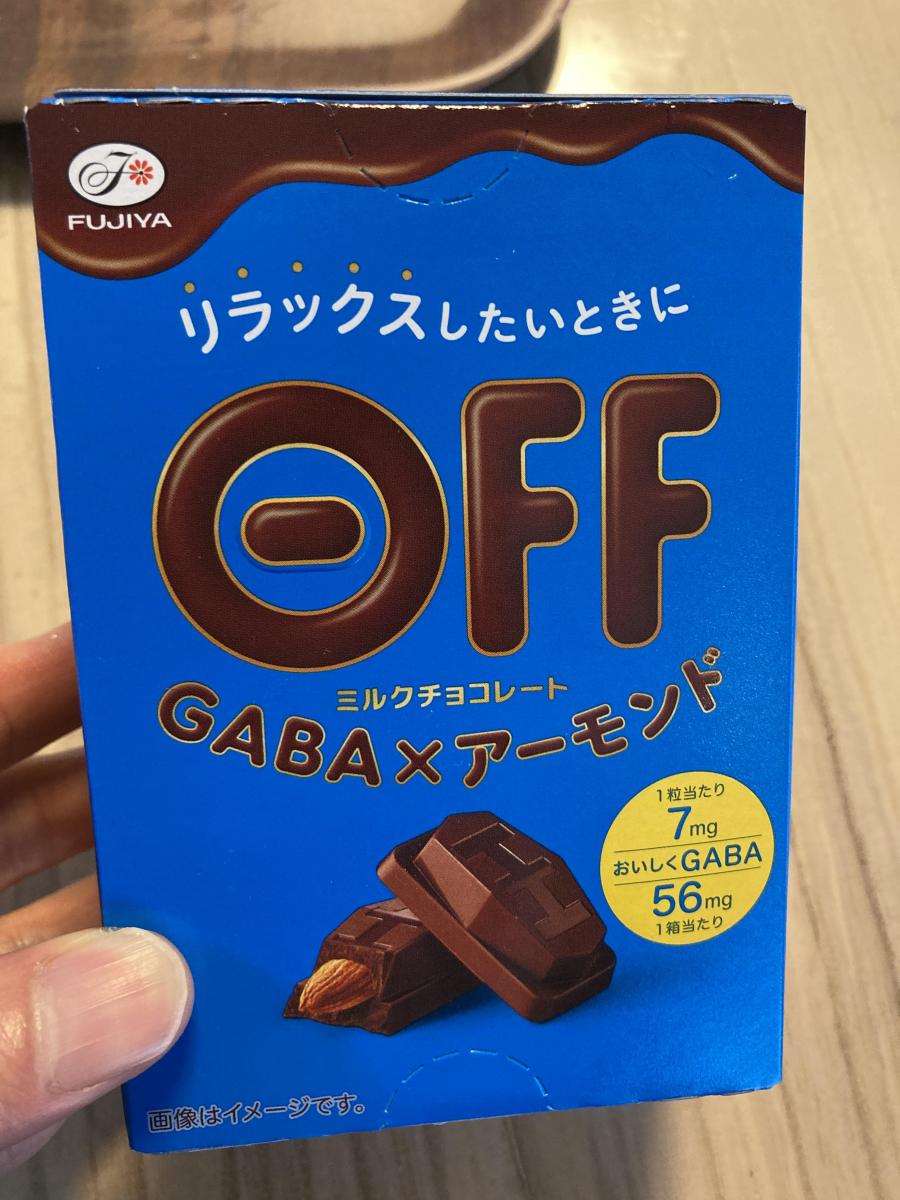 FUJIYA
リラックスしたいときに
OFF
ミルクチョコレート
GABA×アーモンド
1粒当たり
7mg
おいしくGABA
56mg
1箱当たり
画像はイメージです。